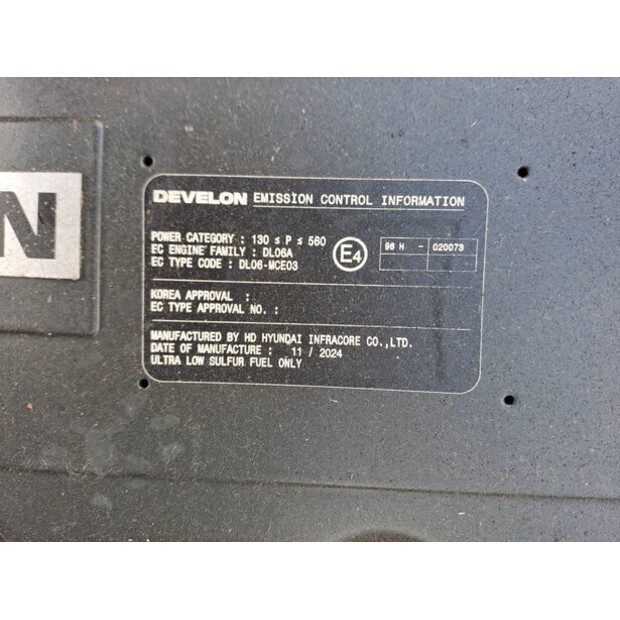 N
DEVELON EMISSION CONTROL INFORMATION
POWER CATEGORY : 130 ≤ P ≤ 560
EC ENGINE FAMILY : DL06A
EC TYPE CODE : DL06-MCE03
E4
96 H - 020073
KOREA APPROVAL :
EC TYPE APPROVAL NO. :
MANUFACTURED BY HD HYUNDAI INFRACORE CO.,LTD.
DATE OF MANUFACTURE : 11 / 2024
ULTRA LOW SULFUR FUEL ONLY